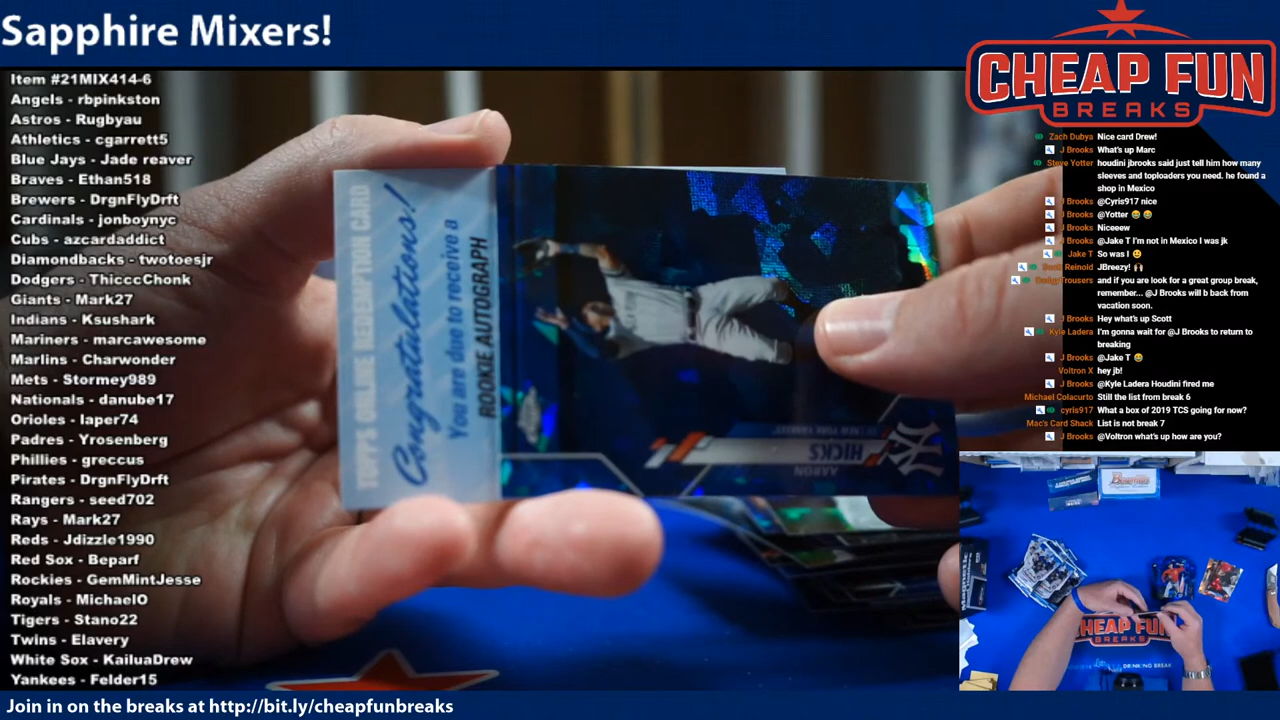 Sapphire Mixers!
Item #21MIX414-6
Angels - rbpinkston
Astros - Rugbyau
Athletics - cgarrett5
Blue Jays - Jade reaver
Braves - Ethan518
Brewers - DrgnFlyDrft
Cardinals - jonboynyc
Cubs - azcardaddict
Diamondbacks - twotoesjr
Dodgers - ThicccChonk
Giants - Mark27
Indians - Ksushark
Mariners - marcawesome
Marlins - Charwonder
Mets - Stormey989
Nationals - danube17
Orioles - laper74
Padres - Yrosenberg
Phillies - greccus
Pirates - DrgnFlyDrft
Rangers - seed702
Rays - Mark27
Reds - Jdizzle1990
Red Sox - Beparf
Rockies - GemMintJesse
Royals - MichaelO
Tigers - Stano22
Twins - Elavery
White Sox - KailuaDrew
Yankees - Felder15
Join in on the breaks at http://bit.ly/cheapfunbreaks
Congratulations!
You are due to receive a
ROOKIE AUTOGRAPH
AARON
HICKS
NEW YORK YANKEES
CHEAP FUN
BREAKS
Zach Dubya Nice card Drew!
J Brooks What's up Marc
Steve Yotter houdini jbrooks said just tell him how many
sleeves and toploaders you need. he found a
shop in Mexico
J Brooks @Cyris917 nice
J Brooks @Yotter 😂 😂
J Brooks Niceeew
J Brooks @Jake T I'm not in Mexico I was jk
Jake T So was I
Reinold JBreezy!
Trousers and if you are look for a great group break,
remember... @J Brooks will b back from
vacation soon.
J Brooks Hey what's up Scott
Kyle Ladera I'm gonna wait for @J Brooks to return to
breaking
J Brooks @Jake T 😂
Voltron X hey jb!
J Brooks @Kyle Ladera Houdini fired me
Michael Colacurto Still the list from break 6
cyris917 What a box of 2019 TCS going for now?
Mac's Card Shack List is not break 7
J Brooks @Voltron what's up how are you?
CHEAP FUN
BREAKS
DRINKING BREAK